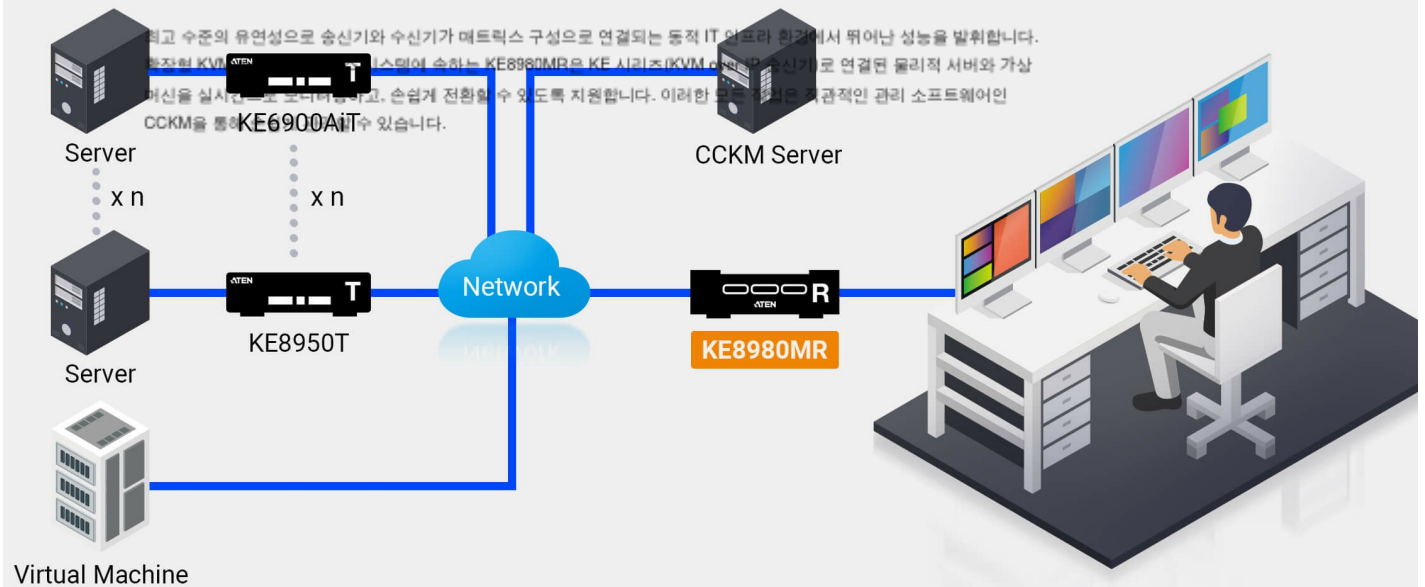 최고 수준의 유연성으로 송신기와 수신기가 매트릭스 구성으로 연결되는 동적 IT 인프라 환경에서 뛰어난 성능을 발휘합니다.
확장형 KVM 시스템에 속하는 KE8980MR은 KE 시리즈(KVM over IP 송신기)로 연결된 물리적 서버와 가상
머신을 실시간으로 모니터링하고, 손쉽게 전환할 수 있도록 지원합니다. 이러한 모든 작업은 직관적인 관리 소프트웨어인
CCKM을 통해 수 있습니다.
ATEN
T
KE6900AiT
Server
CCKM Server
x n
x n
ATEN
T
Network
R
ATEN
KE8950T
KE8980MR
Server
Virtual Machine